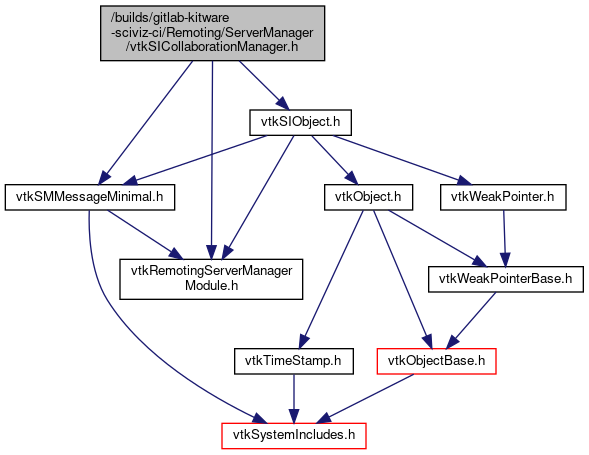 /builds/gitlab-kitware
-sciviz-ci/Remoting/ServerManager
/vtkSICollaborationManager.h
vtkSIObject.h
vtkSMMessageMinimal.h
vtkObject.h
vtkWeakPointer.h
vtkRemotingServerManager
Module.h
vtkWeakPointerBase.h
vtkTimeStamp.h
vtkObjectBase.h
vtkSystemIncludes.h